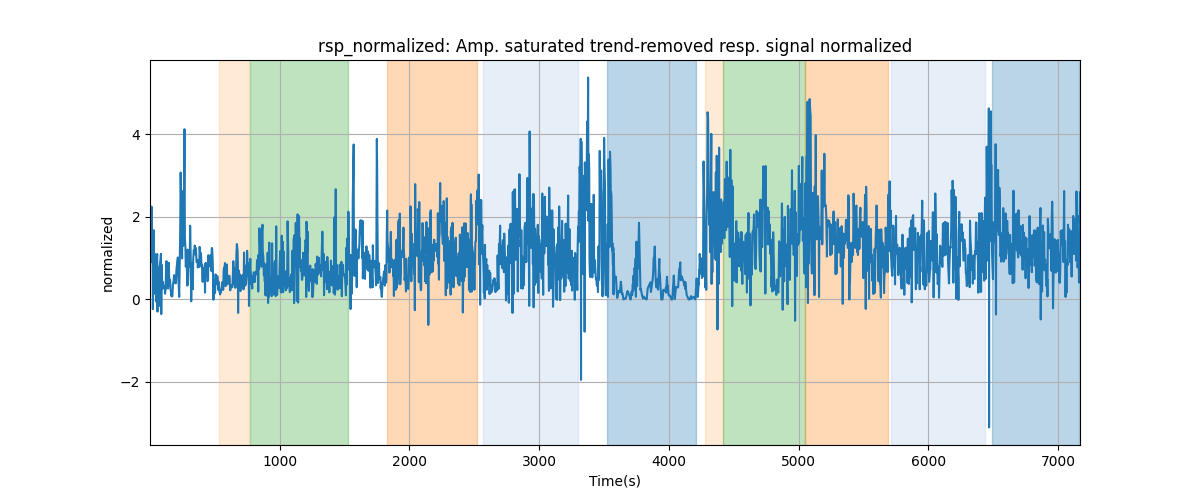 rsp_normalized: Amp. saturated trend-removed resp. signal normalized
4
2
0
−2
normalized
1000 2000 3000 4000 5000 6000 7000
Time(s)